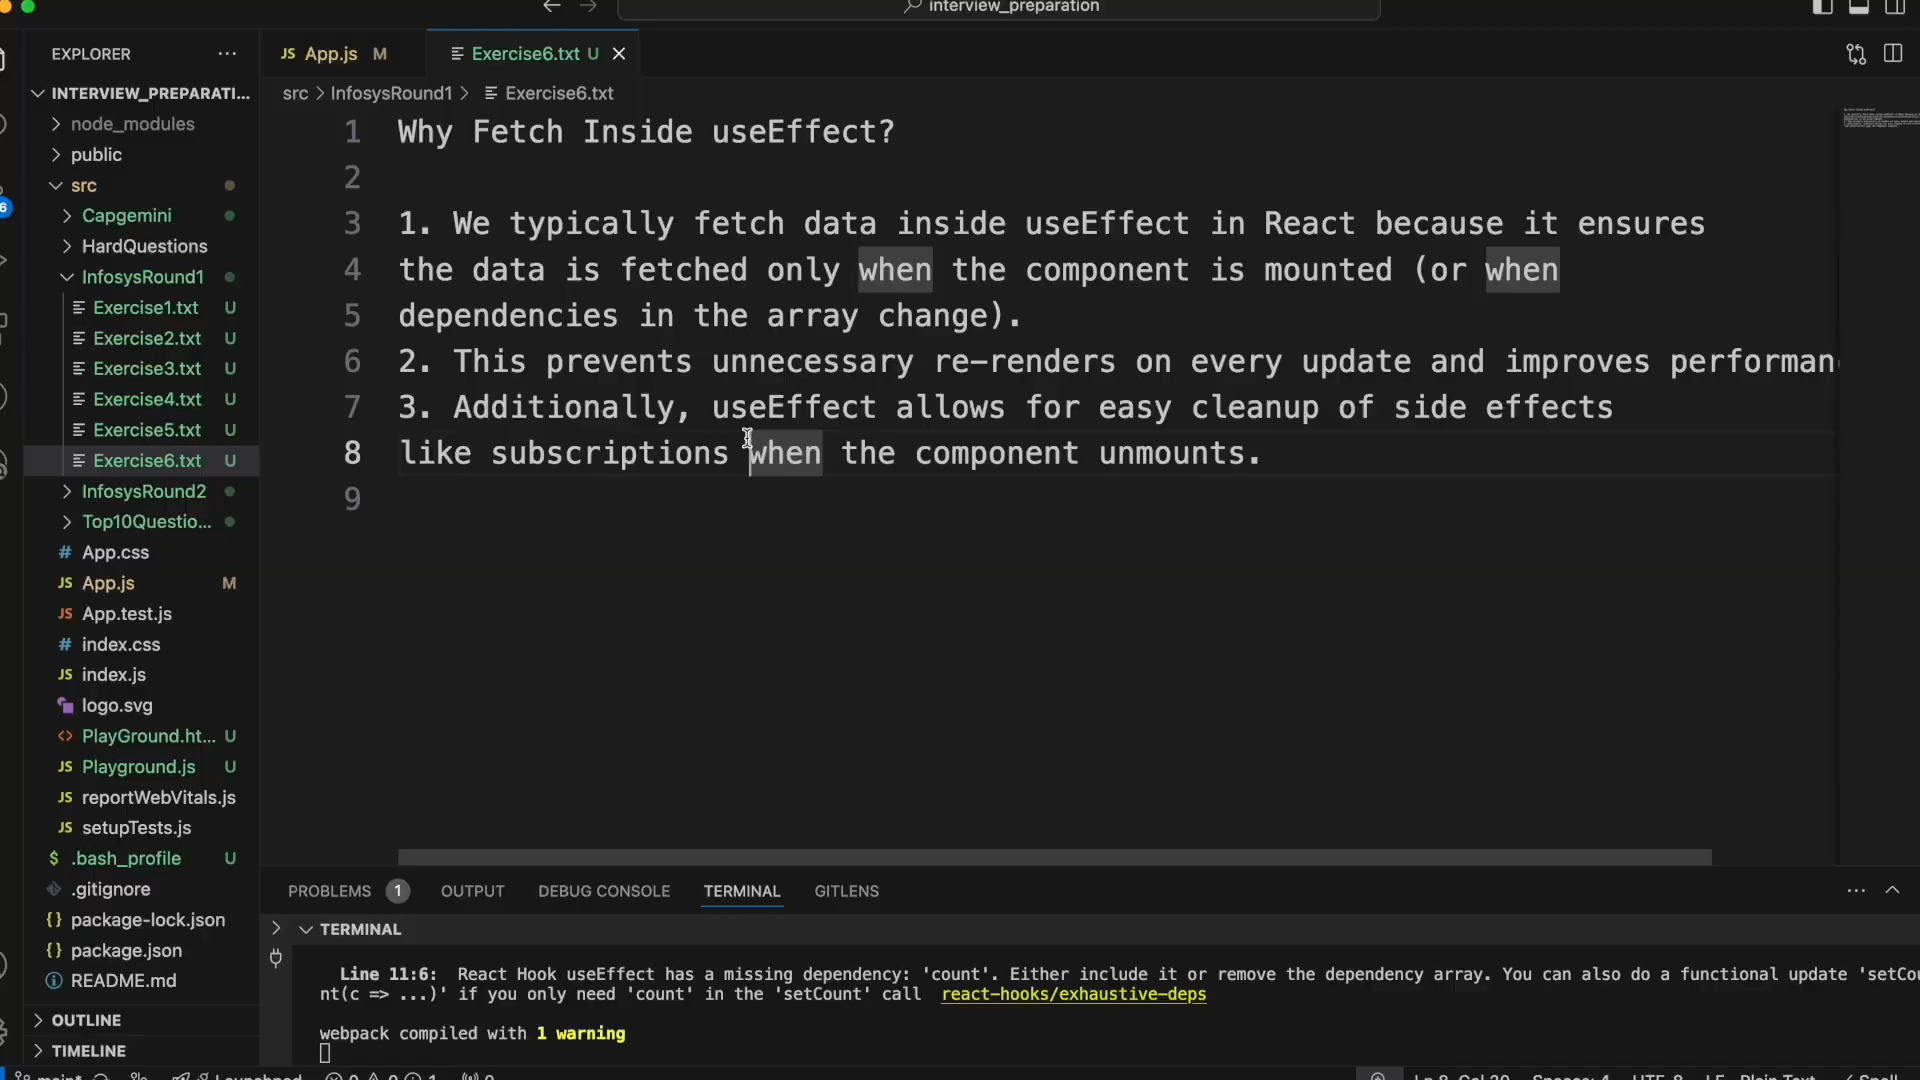 interview_preparation
EXPLORER
JS App.js M
Exercise6.txt U
INTERVIEW_PREPARATI...
src > InfosysRound1 > Exercise6.txt
node_modules
public
src
Capgemini
HardQuestions
InfosysRound1
Exercise1.txt U
Exercise2.txt U
Exercise3.txt U
Exercise4.txt U
Exercise5.txt U
Exercise6.txt U
InfosysRound2
Top10Questio...
# App.css
JS App.js M
JS App.test.js
# index.css
JS index.js
logo.svg
<> PlayGround.ht... U
JS Playground.js U
JS reportWebVitals.js
JS setupTests.js
$ .bash_profile U
.gitignore
{} package-lock.json
{} package.json
README.md
OUTLINE
TIMELINE
6
1 Why Fetch Inside useEffect?
2
3 1. We typically fetch data inside useEffect in React because it ensures
4 the data is fetched only when the component is mounted (or when
5 dependencies in the array change).
6 2. This prevents unnecessary re-renders on every update and improves performan
7 3. Additionally, useEffect allows for easy cleanup of side effects
8 like subscriptions when the component unmounts.
9
PROBLEMS 1 OUTPUT DEBUG CONSOLE TERMINAL GITLENS
TERMINAL
Line 11:6: React Hook useEffect has a missing dependency: 'count'. Either include it or remove the dependency array. You can also do a functional update 'setCou
nt(c => ...)' if you only need 'count' in the 'setCount' call react-hooks/exhaustive-deps
webpack compiled with 1 warning